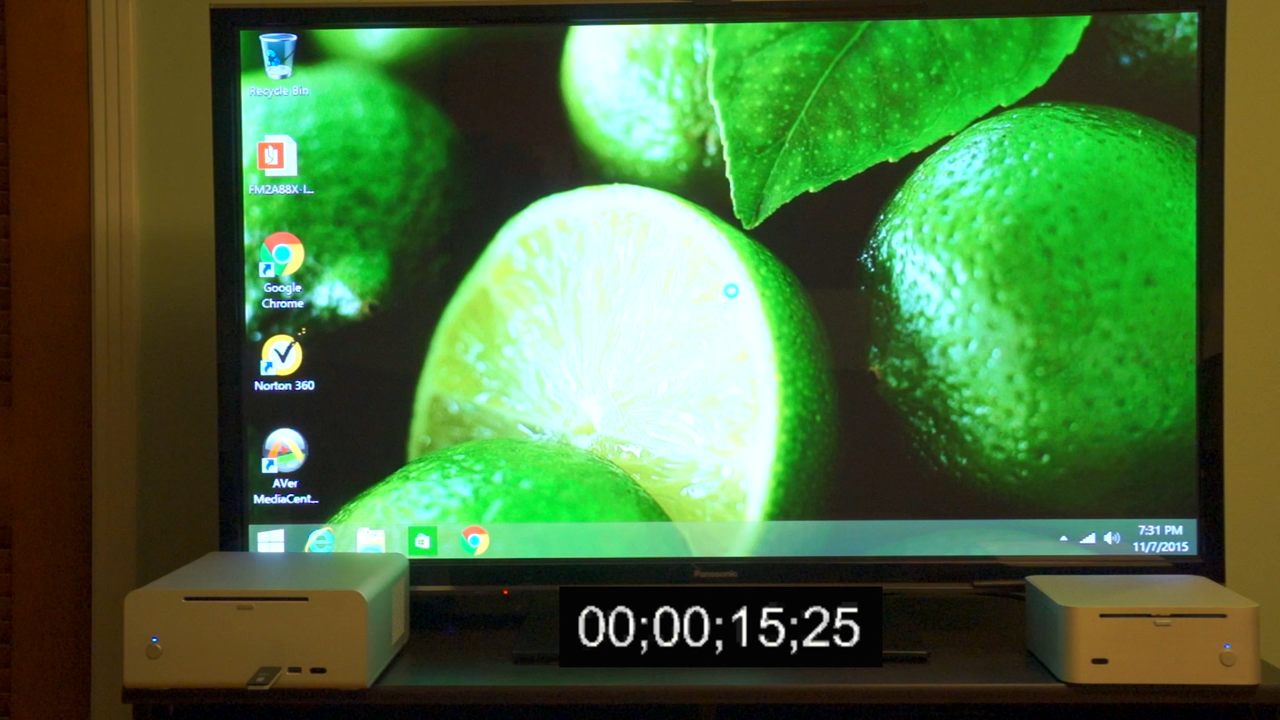 Recycle Bin
FM2A88X-I...
Google
Chrome
Norton 360
AVer
MediaCent...
7:31 PM
11/7/2015
Panasonic
00;00;15;25